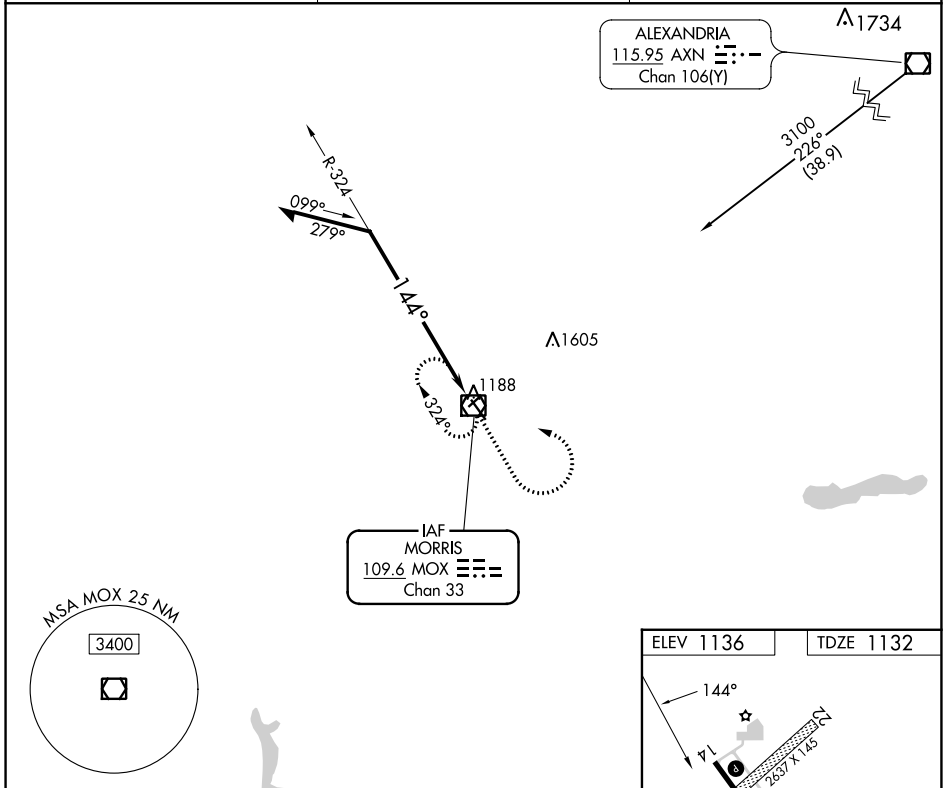 ALEXANDRIA
115.95 AXN
Chan 106(Y)
1734
3100
226°
(38.9)
R-324
099°
279°
144°
1605
1188
324°
IAF
MORRIS
109.6 MOX
Chan 33
MSA MOX 25 NM
3400
ELEV 1136
TDZE 1132
144°
22
14
P
2637 X 145